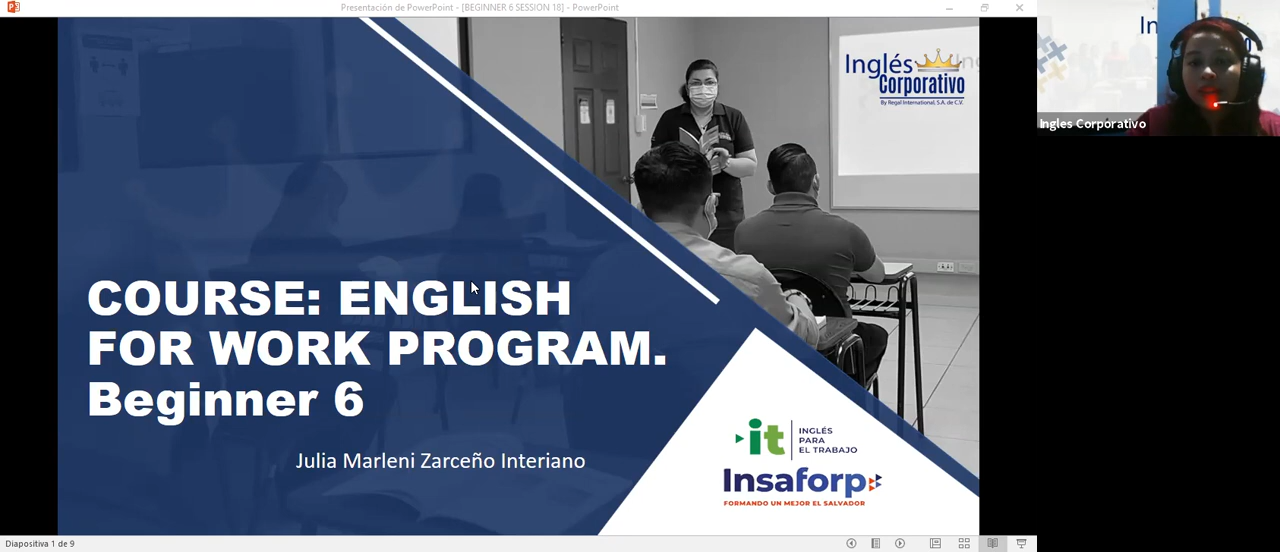 Presentación de PowerPoint - [BEGINNER 6 SESSION 18] - PowerPoint
Inglés
Corporativo
By Regal International, S.A. de C.V.
COURSE: ENGLISH
FOR WORK PROGRAM.
Beginner 6
Julia Marleni Zarceño Interiano
it
INGLÉS
PARA
EL TRABAJO
Insaforp
FORMANDO UN MEJOR EL SALVADOR
Diapositiva 1 de 9
In
Ingles Corporativo